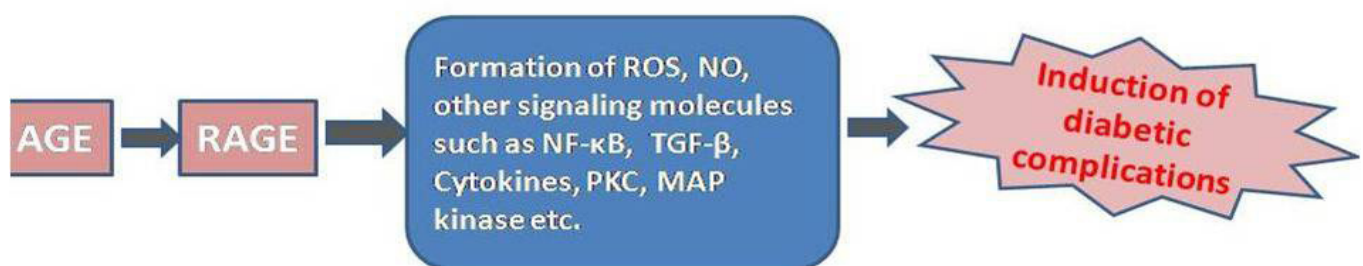 AGE
RAGE
Formation of ROS, NO,
other signaling molecules
such as NF-κB, TGF-β,
Cytokines, PKC, MAP
kinase etc.
Induction of
diabetic
complications